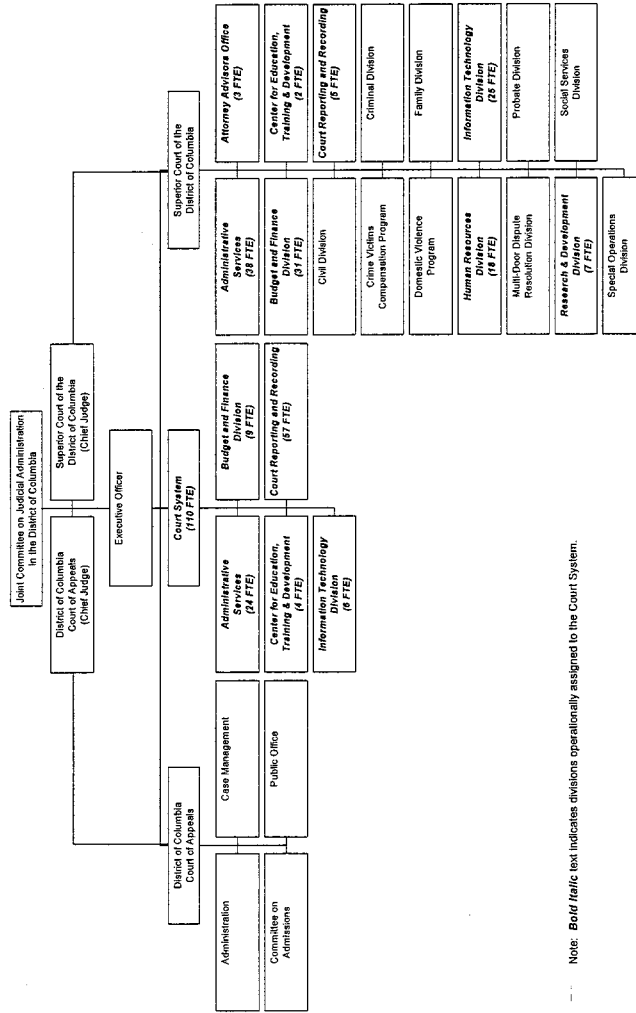 Joint Committee on Judicial Administration
in the District of Columbia
District of Columbia
Court of Appeals
(Chief Judge)
Superior Court of the
District of Columbia
(Chief Judge)
Executive Officer
District of Columbia
Court of Appeals
Court System
(110 FTE)
Superior Court of the
District of Columbia
Administration
Case Management
Committee on
Admissions
Public Office
Administrative
Services
(24 FTE)
Budget and Finance
Division
(9 FTE)
Center for Education,
Training & Development
(4 FTE)
Court Reporting and Recording
(57 FTE)
Information Technology
Division
(6 FTE)
Administrative
Services
(38 FTE)
Attorney Advisors Office
(3 FTE)
Budget and Finance
Division
(31 FTE)
Center for Education,
Training & Development
(2 FTE)
Civil Division
Court Reporting and Recording
(5 FTE)
Crime Victims
Compensation Program
Criminal Division
Domestic Violence
Program
Family Division
Human Resources
Division
(18 FTE)
Information Technology
Division
(25 FTE)
Multi-Door Dispute
Resolution Division
Probate Division
Research & Development
Division
(7 FTE)
Social Services
Division
Special Operations
Division
Note: Bold Italic text indicates divisions operationally assigned to the Court System.